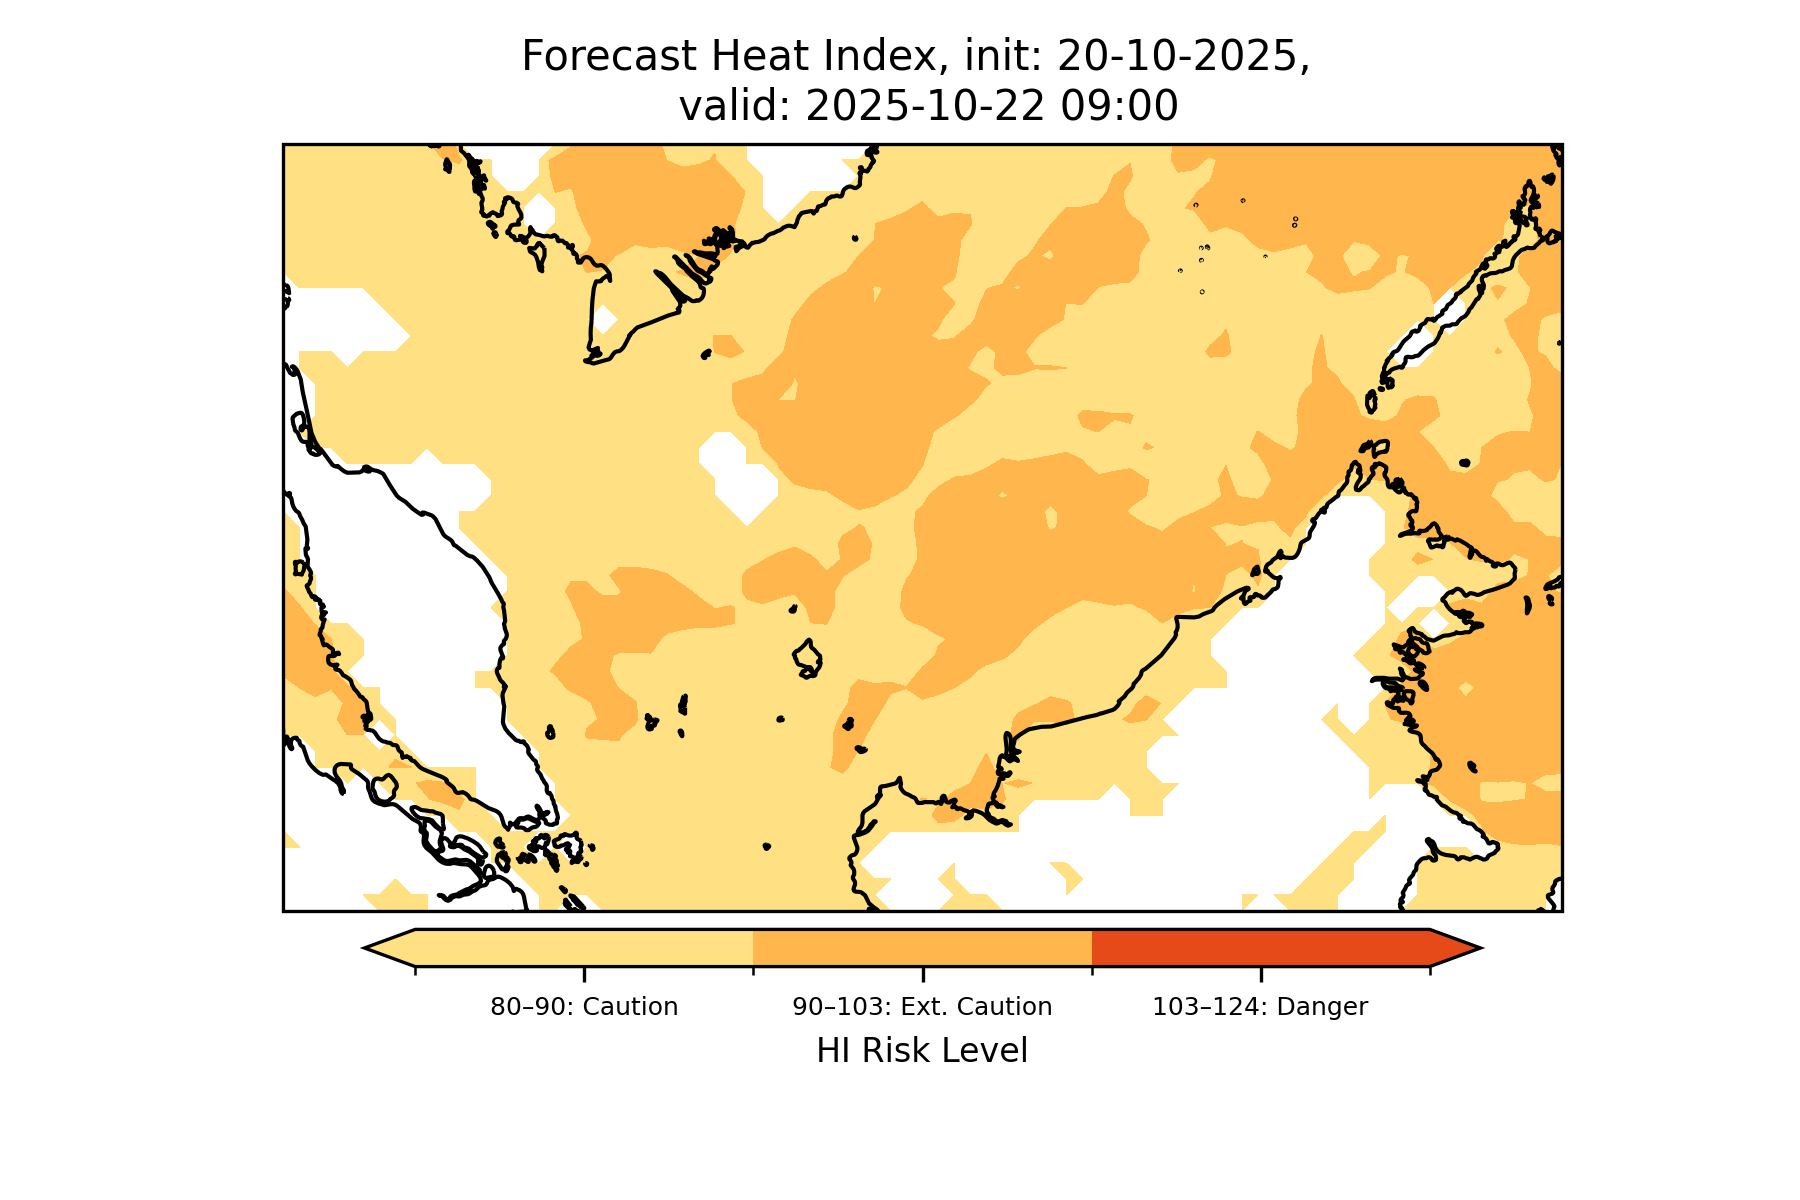 Forecast Heat Index, init: 20-10-2025,
valid: 2025-10-22 09:00
80–90: Caution
90–103: Ext. Caution
103–124: Danger
HI Risk Level